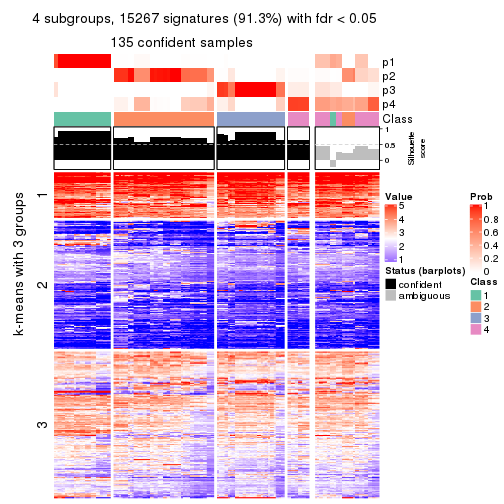 4 subgroups, 15267 signatures (91.3%) with fdr < 0.05
135 confident samples
p1
p2
p3
p4
Class
1
0.5
0
Silhouette
score
k-means with 3 groups
1
2
3
Value
5
4
3
2
1
Status (barplots)
confident
ambiguous
Prob
1
0.8
0.6
0.4
0.2
0
Class
1
2
3
4